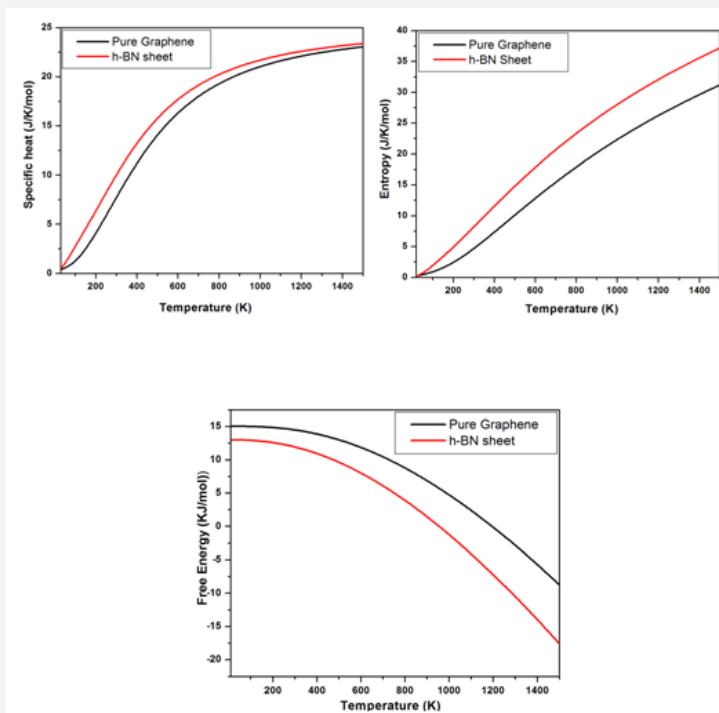 Pure Graphene
h-BN sheet
Specific heat (J/K/mol)
25
20
15
10
5
0
200 400 600 800 1000 1200 1400
Temperature (K)
Pure Graphene
h-BN Sheet
Entropy (J/K/mol)
40
35
30
25
20
15
10
5
0
200 400 600 800 1000 1200 1400
Temperature (K)
Pure Graphene
h-BN sheet
Free Energy (KJ/mol))
15
10
5
0
-5
-10
-15
-20
200 400 600 800 1000 1200 1400
Temperature (K)